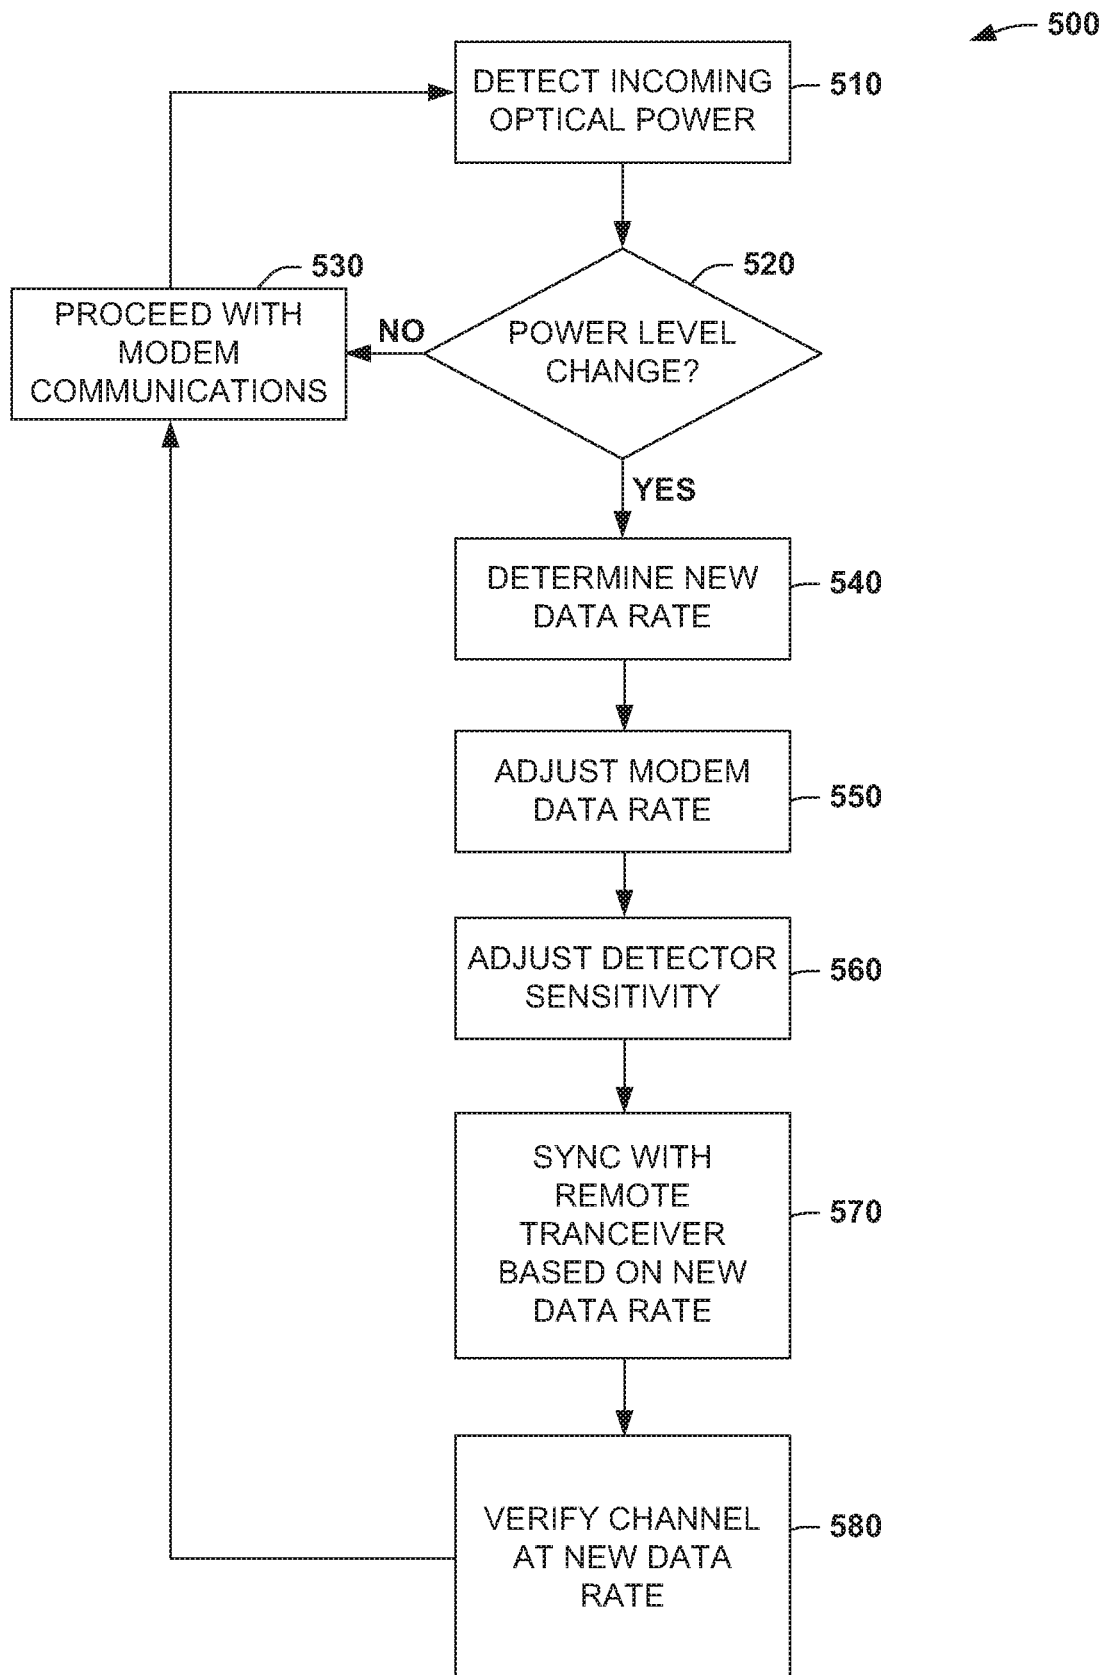 500
DETECT INCOMING
OPTICAL POWER
510
520
POWER LEVEL
CHANGE?
NO
530
PROCEED WITH
MODEM
COMMUNICATIONS
YES
DETERMINE NEW
DATA RATE
540
ADJUST MODEM
DATA RATE
550
ADJUST DETECTOR
SENSITIVITY
560
SYNC WITH
REMOTE
TRANCEIVER
BASED ON NEW
DATA RATE
570
VERIFY CHANNEL
AT NEW DATA
RATE
580